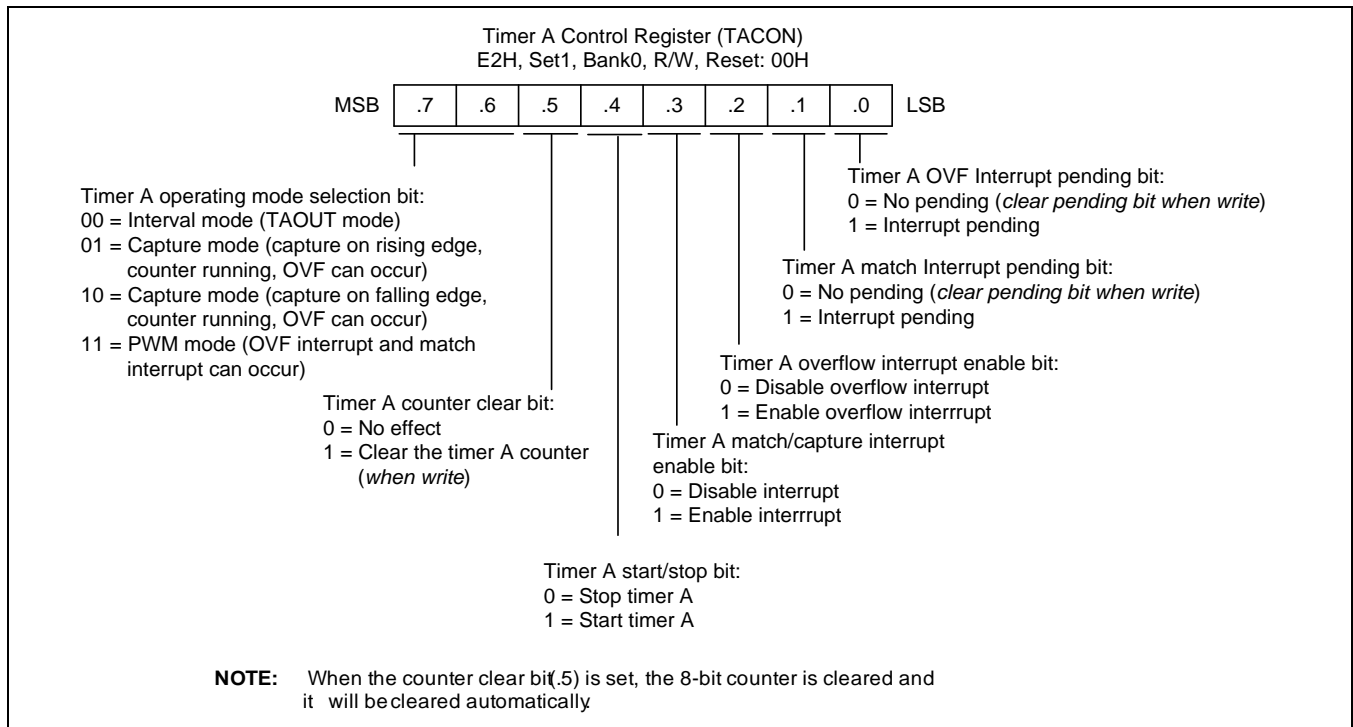 Timer A Control Register (TACON)
E2H, Set1, Bank0, R/W, Reset: 00H
MSB .7 .6 .5 .4 .3 .2 .1 .0 LSB
Timer A operating mode selection bit:
00 = Interval mode (TAOUT mode)
01 = Capture mode (capture on rising edge,
counter running, OVF can occur)
10 = Capture mode (capture on falling edge,
counter running, OVF can occur)
11 = PWM mode (OVF interrupt and match
interrupt can occur)
Timer A counter clear bit:
0 = No effect
1 = Clear the timer A counter
(when write)
Timer A start/stop bit:
0 = Stop timer A
1 = Start timer A
Timer A match/capture interrupt
enable bit:
0 = Disable interrupt
1 = Enable interrrupt
Timer A overflow interrupt enable bit:
0 = Disable overflow interrupt
1 = Enable overflow interrrupt
Timer A match Interrupt pending bit:
0 = No pending (clear pending bit when write)
1 = Interrupt pending
Timer A OVF Interrupt pending bit:
0 = No pending (clear pending bit when write)
1 = Interrupt pending
NOTE: When the counter clear bit(.5) is set, the 8-bit counter is cleared and
it will be cleared automatically.